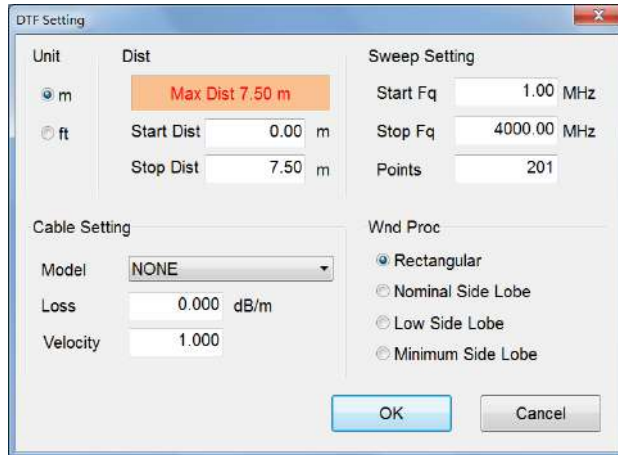 DTF Setting
Unit
m
ft
Dist
Max Dist 7.50 m
Start Dist 0.00 m
Stop Dist 7.50 m
Sweep Setting
Start Fq 1.00 MHz
Stop Fq 4000.00 MHz
Points 201
Cable Setting
Model NONE
Loss 0.000 dB/m
Velocity 1.000
Wnd Proc
Rectangular
Nominal Side Lobe
Low Side Lobe
Minimum Side Lobe
OK
Cancel